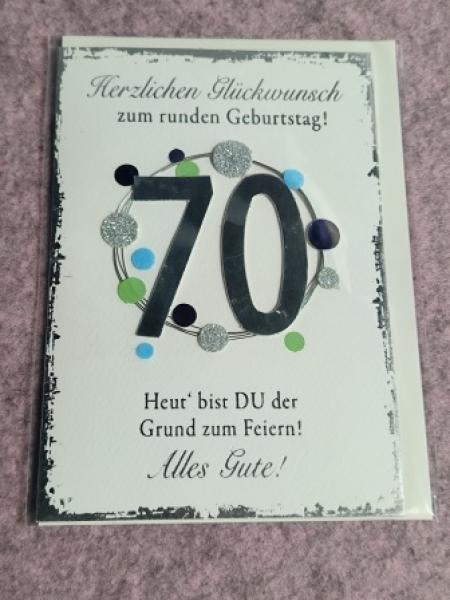 Herzlichen Glückwunsch
zum runden Geburtstag!
70
Heut‘ bist DU der
Grund zum Feiern!
Alles Gute!